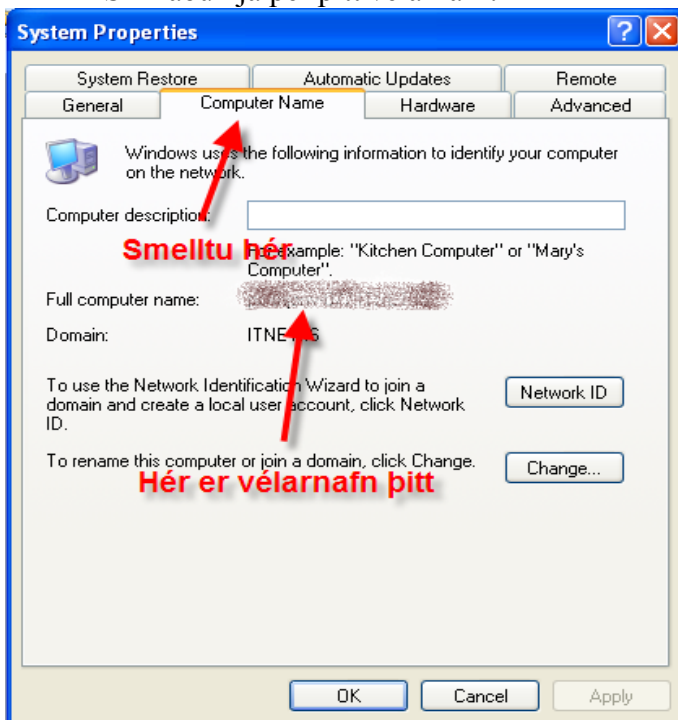 System Properties
System Restore
Automatic Updates
Remote
General
Computer Name
Hardware
Advanced
Windows uses the following information to identify your computer
on the network.
Computer description:
Smelltu hér
For example: "Kitchen Computer" or "Mary's
Computer".
Full computer name:
Domain:
To use the Network Identification Wizard to join a
domain and create a local user account, click Network
ID.
Network ID
To rename this computer or join a domain, click Change.
Change...
Hér er vélarnafn þitt
OK
Cancel
Apply